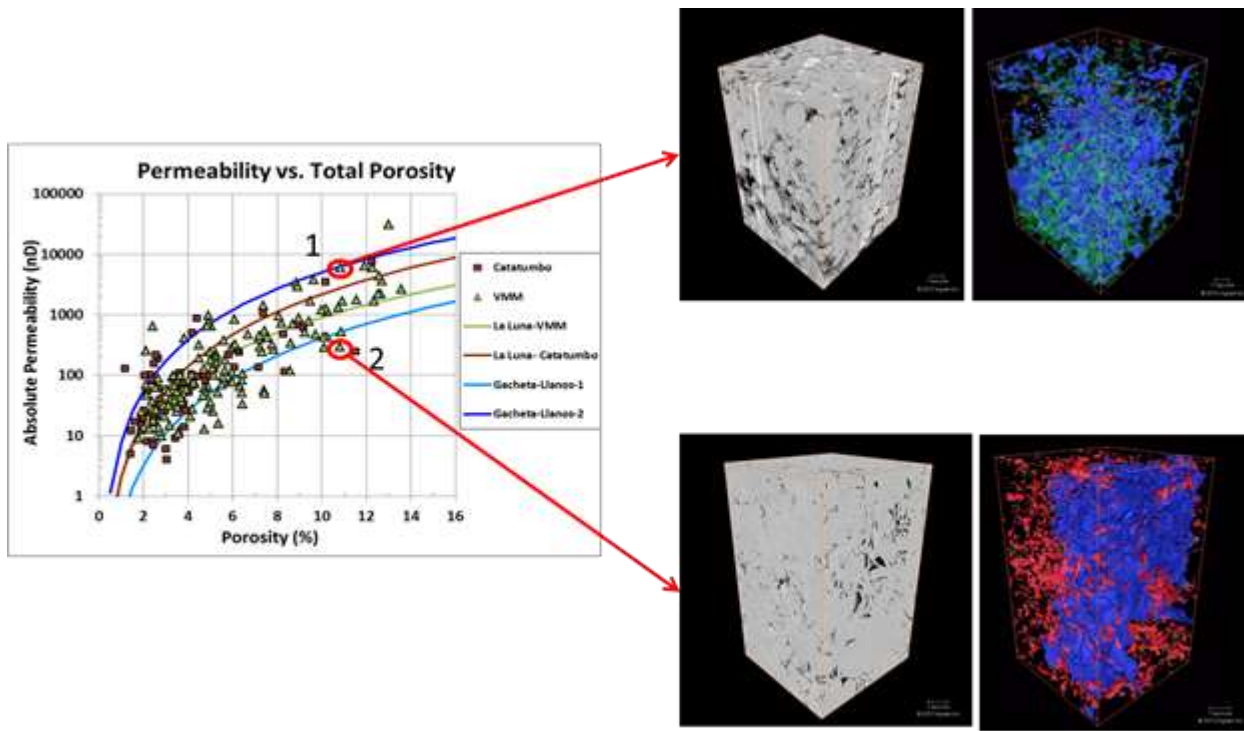 Permeability vs. Total Porosity
Absolute Permeability (nD)
100000
10000
1000
100
10
1
0 2 4 6 8 10 12 14 16
Porosity (%)
1
2
Catatumbo
VMM
La Luna-VMM
La Luna- Catatumbo
Gacheta-Llanos-1
Gacheta-Llanos-2